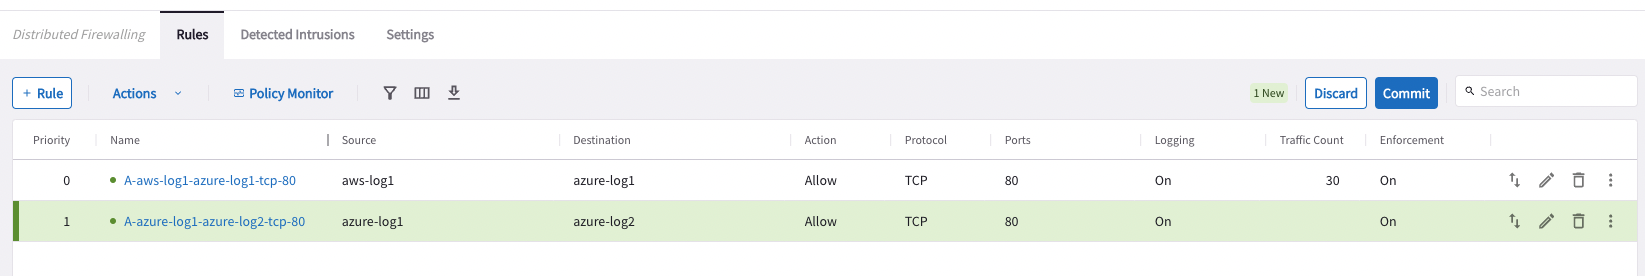 Distributed Firewalling Rules Detected Intrusions Settings
+ Rule Actions Policy Monitor 1 New Discard Commit Search
Priority Name Source Destination Action Protocol Ports Logging Traffic Count Enforcement
0 A-aws-log1-azure-log1-tcp-80 aws-log1 azure-log1 Allow TCP 80 On 30 On
1 A-azure-log1-azure-log2-tcp-80 azure-log1 azure-log2 Allow TCP 80 On On